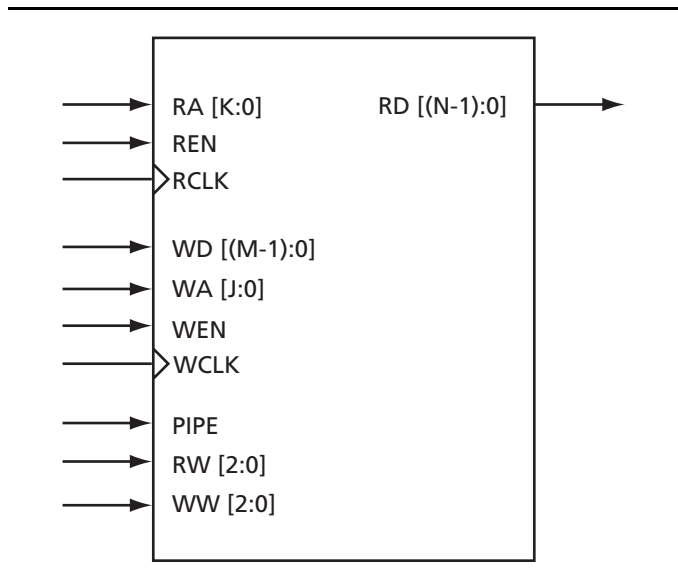 RA [K:0] RD [(N-1):0]
REN
RCLK
WD [(M-1):0]
WA [J:0]
WEN
WCLK
PIPE
RW [2:0]
WW [2:0]